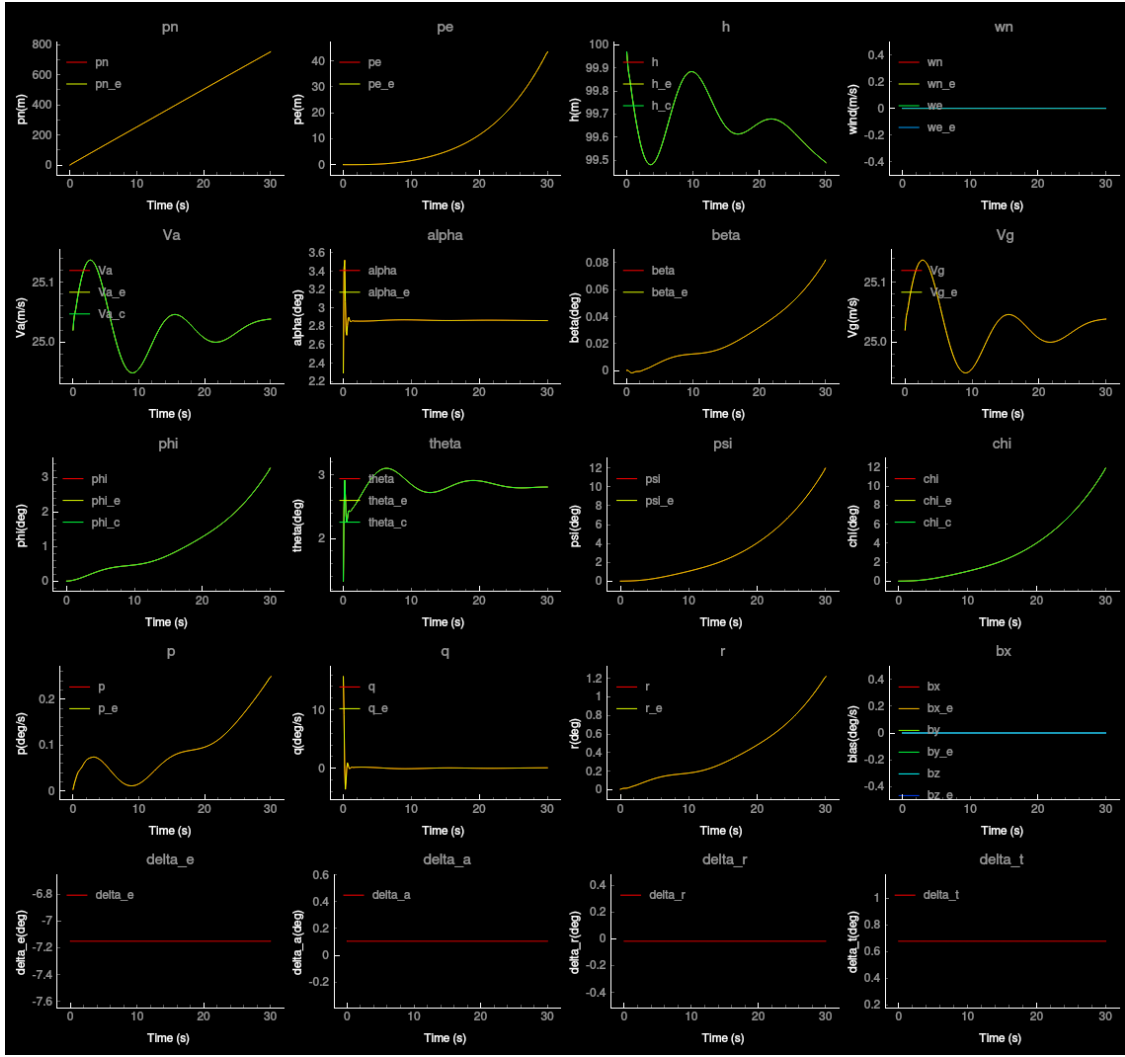 pn
pn(m)
800
600
400
200
0
pn
pn_e
0
10
20
30
Time (s)
pe
pe(m)
40
30
20
10
0
pe
pe_e
0
10
20
30
Time (s)
h
h(m)
100
99.9
99.8
99.7
99.6
99.5
h
h_e
h_c
0
10
20
30
Time (s)
wn
wind(m/s)
0.4
0.2
0
-0.2
-0.4
wn
wn_e
we
we_e
0
10
20
30
Time (s)
Va
Va(m/s)
25.1
25.0
Va
Va_e
Va_c
0
10
20
30
Time (s)
alpha
alpha(deg)
3.6
3.4
3.2
3.0
2.8
2.6
2.4
2.2
alpha
alpha_e
0
10
20
30
Time (s)
beta
beta(deg)
0.08
0.06
0.04
0.02
0
beta
beta_e
0
10
20
30
Time (s)
Vg
Vg(m/s)
25.1
25.0
Vg
Vg_e
0
10
20
30
Time (s)
phi
phi(deg)
3
2
1
0
phi
phi_e
phi_c
0
10
20
30
Time (s)
theta
theta(deg)
3
2
theta
theta_e
theta_c
0
10
20
30
Time (s)
psi
psi(deg)
12
10
8
6
4
2
0
psi
psi_e
0
10
20
30
Time (s)
chi
chi(deg)
12
10
8
6
4
2
0
chi
chi_e
chi_c
0
10
20
30
Time (s)
p
p(deg/s)
0.2
0.1
0
p
p_e
0
10
20
30
Time (s)
q
q(deg/s)
10
0
q
q_e
0
10
20
30
Time (s)
r
r(deg)
1.2
1.0
0.8
0.6
0.4
0.2
0
r
r_e
0
10
20
30
Time (s)
bx
bias(deg/s)
0.4
0.2
0
-0.2
-0.4
bx
bx_e
by
by_e
bz
bz_e
0
10
20
30
Time (s)
delta_e
delta_e(deg)
-6.8
-7
-7.2
-7.4
-7.6
delta_e
0
10
20
30
Time (s)
delta_a
delta_a(deg)
0.6
0.4
0.2
0
-0.2
delta_a
0
10
20
30
Time (s)
delta_r
delta_r(deg)
0.4
0.2
0
-0.2
-0.4
delta_r
0
10
20
30
Time (s)
delta_t
delta_t(deg)
1
0.8
0.6
0.4
0.2
delta_t
0
10
20
30
Time (s)